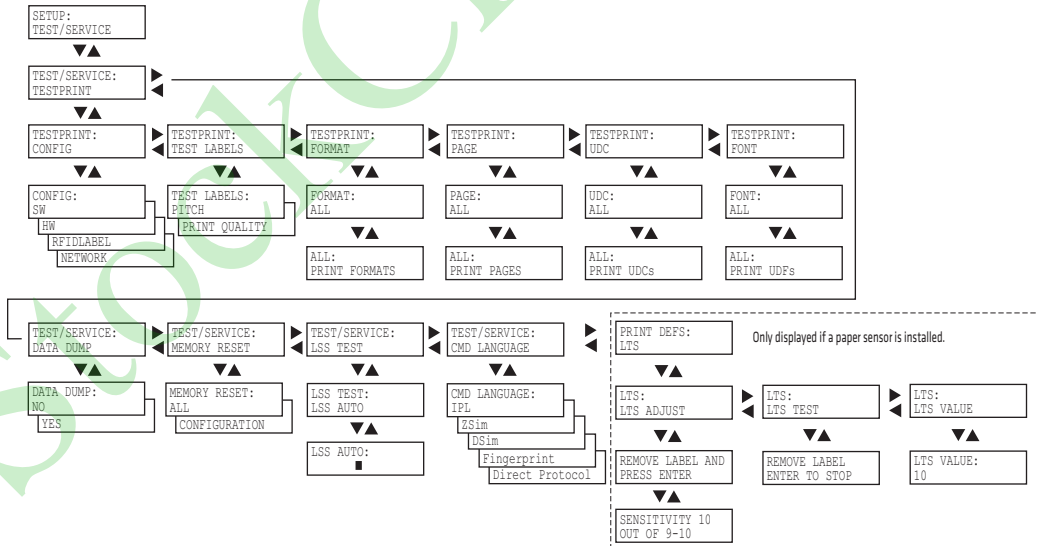 SETUP:
TEST/SERVICE
TEST/SERVICE:
TESTPRINT
TESTPRINT:
CONFIG
TESTPRINT:
TEST LABELS
TESTPRINT:
FORMAT
TESTPRINT:
PAGE
TESTPRINT:
UDC
TESTPRINT:
FONT
CONFIG:
SW
HW
RFIDLABEL
NETWORK
TEST LABELS:
PITCH
PRINT QUALITY
FORMAT:
ALL
PAGE:
ALL
UDC:
ALL
FONT:
ALL
ALL:
PRINT FORMATS
ALL:
PRINT PAGES
ALL:
PRINT UDCs
ALL:
PRINT UDFs
TEST/SERVICE:
DATA DUMP
TEST/SERVICE:
MEMORY RESET
TEST/SERVICE:
LSS TEST
TEST/SERVICE:
CMD LANGUAGE
PRINT DEFS:
LTS
Only displayed if a paper sensor is installed.
DATA DUMP:
NO
YES
MEMORY RESET:
ALL
CONFIGURATION
LSS TEST:
LSS AUTO
LSS AUTO:
CMD LANGUAGE:
IPL
ZSim
DSim
Fingerprint
Direct Protocol
LTS:
LTS ADJUST
LTS:
LTS TEST
LTS:
LTS VALUE
REMOVE LABEL AND
PRESS ENTER
REMOVE LABEL
ENTER TO STOP
LTS VALUE:
10
SENSITIVITY 10
OUT OF 9-10
StockC